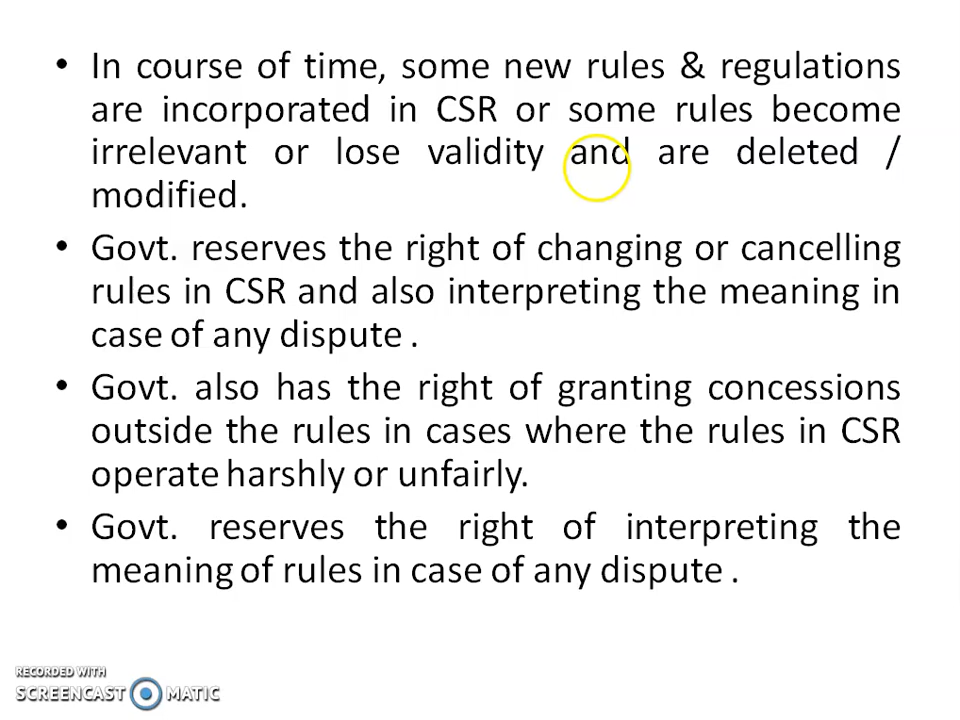 • In course of time, some new rules & regulations
are incorporated in CSR or some rules become
irrelevant or lose validity and are deleted /
modified.
• Govt. reserves the right of changing or cancelling
rules in CSR and also interpreting the meaning in
case of any dispute .
• Govt. also has the right of granting concessions
outside the rules in cases where the rules in CSR
operate harshly or unfairly.
• Govt. reserves the right of interpreting the
meaning of rules in case of any dispute .
RECORDED WITH
SCREENCAST MATIC